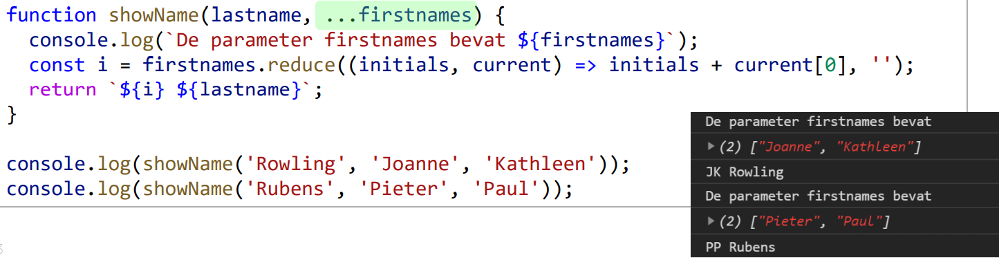 function showName(lastname, ...firstnames) {
  console.log(`De parameter firstnames bevat ${firstnames}`);
  const i = firstnames.reduce((initials, current) => initials + current[0], '');
  return `${i} ${lastname}`;
}
console.log(showName('Rowling', 'Joanne', 'Kathleen'));
console.log(showName('Rubens', 'Pieter', 'Paul'));
De parameter firstnames bevat
(2) ["Joanne", "Kathleen"]
JK Rowling
De parameter firstnames bevat
(2) ["Pieter", "Paul"]
PP Rubens